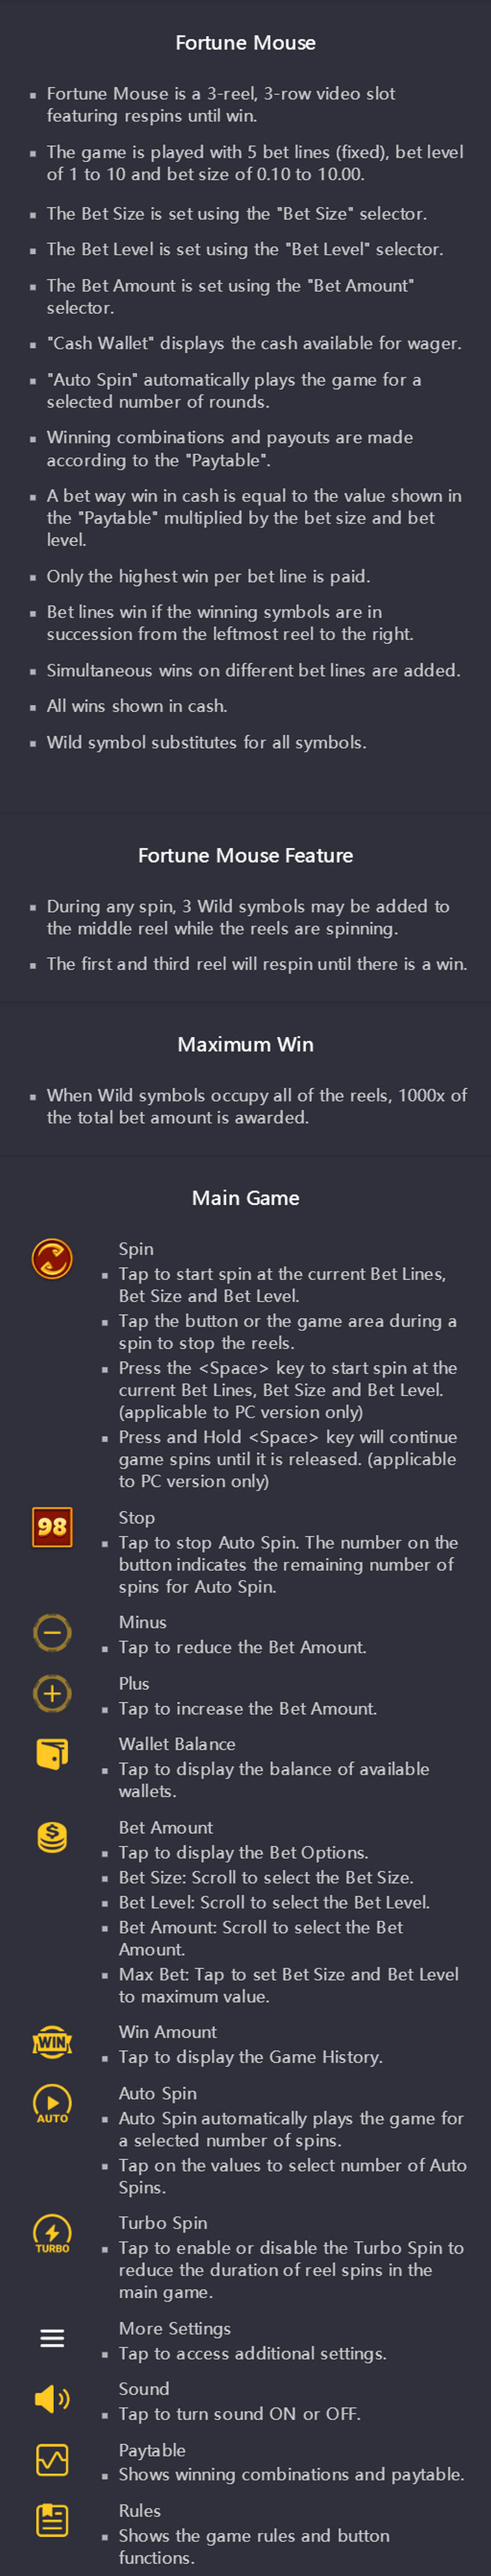 Fortune Mouse
Fortune Mouse is a 3-reel, 3-row video slot
featuring respins until win.
The game is played with 5 bet lines (fixed), bet level
of 1 to 10 and bet size of 0.10 to 10.00.
The Bet Size is set using the "Bet Size" selector.
The Bet Level is set using the "Bet Level" selector.
The Bet Amount is set using the "Bet Amount"
selector.
"Cash Wallet" displays the cash available for wager.
"Auto Spin" automatically plays the game for a
selected number of rounds.
Winning combinations and payouts are made
according to the "Paytable".
A bet way win in cash is equal to the value shown in
the "Paytable" multiplied by the bet size and bet
level.
Only the highest win per bet line is paid.
Bet lines win if the winning symbols are in
succession from the leftmost reel to the right.
Simultaneous wins on different bet lines are added.
All wins shown in cash.
Wild symbol substitutes for all symbols.
Fortune Mouse Feature
During any spin, 3 Wild symbols may be added to
the middle reel while the reels are spinning.
The first and third reel will respin until there is a win.
Maximum Win
When Wild symbols occupy all of the reels, 1000x of
the total bet amount is awarded.
Main Game
Spin
Tap to start spin at the current Bet Lines,
Bet Size and Bet Level.
Tap the button or the game area during a
spin to stop the reels.
Press the <Space> key to start spin at the
current Bet Lines, Bet Size and Bet Level.
(applicable to PC version only)
Press and Hold <Space> key will continue
game spins until it is released. (applicable
to PC version only)
98
Stop
Tap to stop Auto Spin. The number on the
button indicates the remaining number of
spins for Auto Spin.
Minus
Tap to reduce the Bet Amount.
Plus
Tap to increase the Bet Amount.
Wallet Balance
Tap to display the balance of available
wallets.
Bet Amount
Tap to display the Bet Options.
Bet Size: Scroll to select the Bet Size.
Bet Level: Scroll to select the Bet Level.
Bet Amount: Scroll to select the Bet
Amount.
Max Bet: Tap to set Bet Size and Bet Level
to maximum value.
WIN
Win Amount
Tap to display the Game History.
AUTO
Auto Spin
Auto Spin automatically plays the game for
a selected number of spins.
Tap on the values to select number of Auto
Spins.
TURBO
Turbo Spin
Tap to enable or disable the Turbo Spin to
reduce the duration of reel spins in the
main game.
More Settings
Tap to access additional settings.
Sound
Tap to turn sound ON or OFF.
Paytable
Shows winning combinations and paytable.
Rules
Shows the game rules and button
functions.